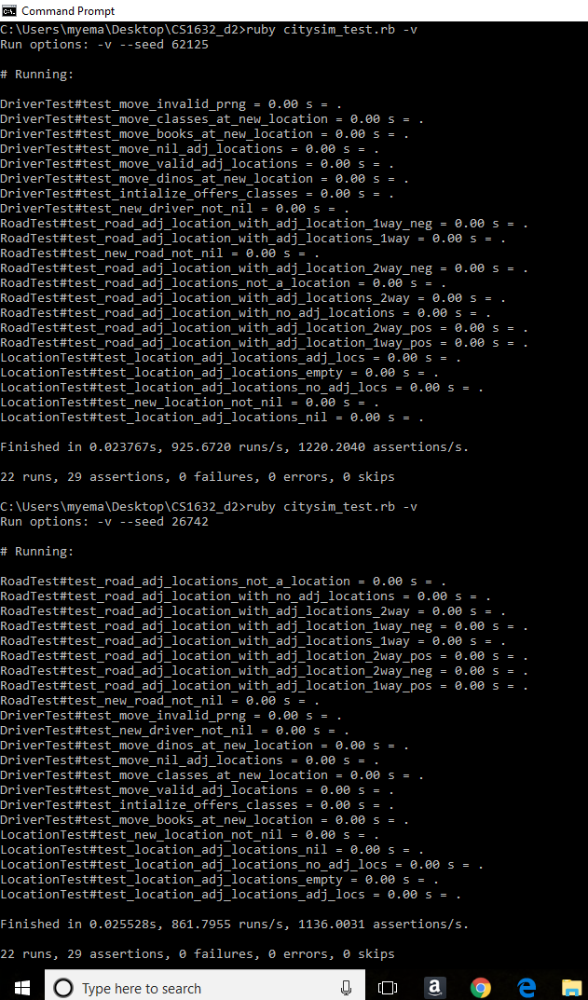 Command Prompt
C:\Users\myema\Desktop\CS1632_d2>ruby citysim_test.rb -v
Run options: -v --seed 62125
# Running:
DriverTest#test_move_invalid_prng = 0.00 s = .
DriverTest#test_move_classes_at_new_location = 0.00 s = .
DriverTest#test_move_books_at_new_location = 0.00 s = .
DriverTest#test_move_nil_adj_locations = 0.00 s = .
DriverTest#test_move_valid_adj_locations = 0.00 s = .
DriverTest#test_move_dinos_at_new_location = 0.00 s = .
DriverTest#test_intialize_offers_classes = 0.00 s = .
DriverTest#test_new_driver_not_nil = 0.00 s = .
RoadTest#test_road_adj_location_with_adj_location_1way_neg = 0.00 s = .
RoadTest#test_road_adj_location_with_adj_locations_1way = 0.00 s = .
RoadTest#test_new_road_not_nil = 0.00 s = .
RoadTest#test_road_adj_location_with_adj_location_2way_neg = 0.00 s = .
RoadTest#test_road_adj_locations_not_a_location = 0.00 s = .
RoadTest#test_road_adj_location_with_adj_locations_2way = 0.00 s = .
RoadTest#test_road_adj_location_with_no_adj_locations = 0.00 s = .
RoadTest#test_road_adj_location_with_adj_location_2way_pos = 0.00 s = .
RoadTest#test_road_adj_location_with_adj_location_1way_pos = 0.00 s = .
LocationTest#test_location_adj_locations_adj_locs = 0.00 s = .
LocationTest#test_location_adj_locations_empty = 0.00 s = .
LocationTest#test_location_adj_locations_no_adj_locs = 0.00 s = .
LocationTest#test_new_location_not_nil = 0.00 s = .
LocationTest#test_location_adj_locations_nil = 0.00 s = .
Finished in 0.023767s, 925.6720 runs/s, 1220.2040 assertions/s.
22 runs, 29 assertions, 0 failures, 0 errors, 0 skips
C:\Users\myema\Desktop\CS1632_d2>ruby citysim_test.rb -v
Run options: -v --seed 26742
# Running:
RoadTest#test_road_adj_locations_not_a_location = 0.00 s = .
RoadTest#test_road_adj_location_with_no_adj_locations = 0.00 s = .
RoadTest#test_road_adj_location_with_adj_locations_2way = 0.00 s = .
RoadTest#test_road_adj_location_with_adj_location_1way_neg = 0.00 s = .
RoadTest#test_road_adj_location_with_adj_locations_1way = 0.00 s = .
RoadTest#test_road_adj_location_with_adj_location_2way_pos = 0.00 s = .
RoadTest#test_road_adj_location_with_adj_location_2way_neg = 0.00 s = .
RoadTest#test_road_adj_location_with_adj_location_1way_pos = 0.00 s = .
RoadTest#test_new_road_not_nil = 0.00 s = .
DriverTest#test_move_invalid_prng = 0.00 s = .
DriverTest#test_new_driver_not_nil = 0.00 s = .
DriverTest#test_move_dinos_at_new_location = 0.00 s = .
DriverTest#test_move_nil_adj_locations = 0.00 s = .
DriverTest#test_move_classes_at_new_location = 0.00 s = .
DriverTest#test_move_valid_adj_locations = 0.00 s = .
DriverTest#test_intialize_offers_classes = 0.00 s = .
DriverTest#test_move_books_at_new_location = 0.00 s = .
LocationTest#test_new_location_not_nil = 0.00 s = .
LocationTest#test_location_adj_locations_nil = 0.00 s = .
LocationTest#test_location_adj_locations_no_adj_locs = 0.00 s = .
LocationTest#test_location_adj_locations_empty = 0.00 s = .
LocationTest#test_location_adj_locations_adj_locs = 0.00 s = .
Finished in 0.025528s, 861.7955 runs/s, 1136.0031 assertions/s.
22 runs, 29 assertions, 0 failures, 0 errors, 0 skips
Type here to search